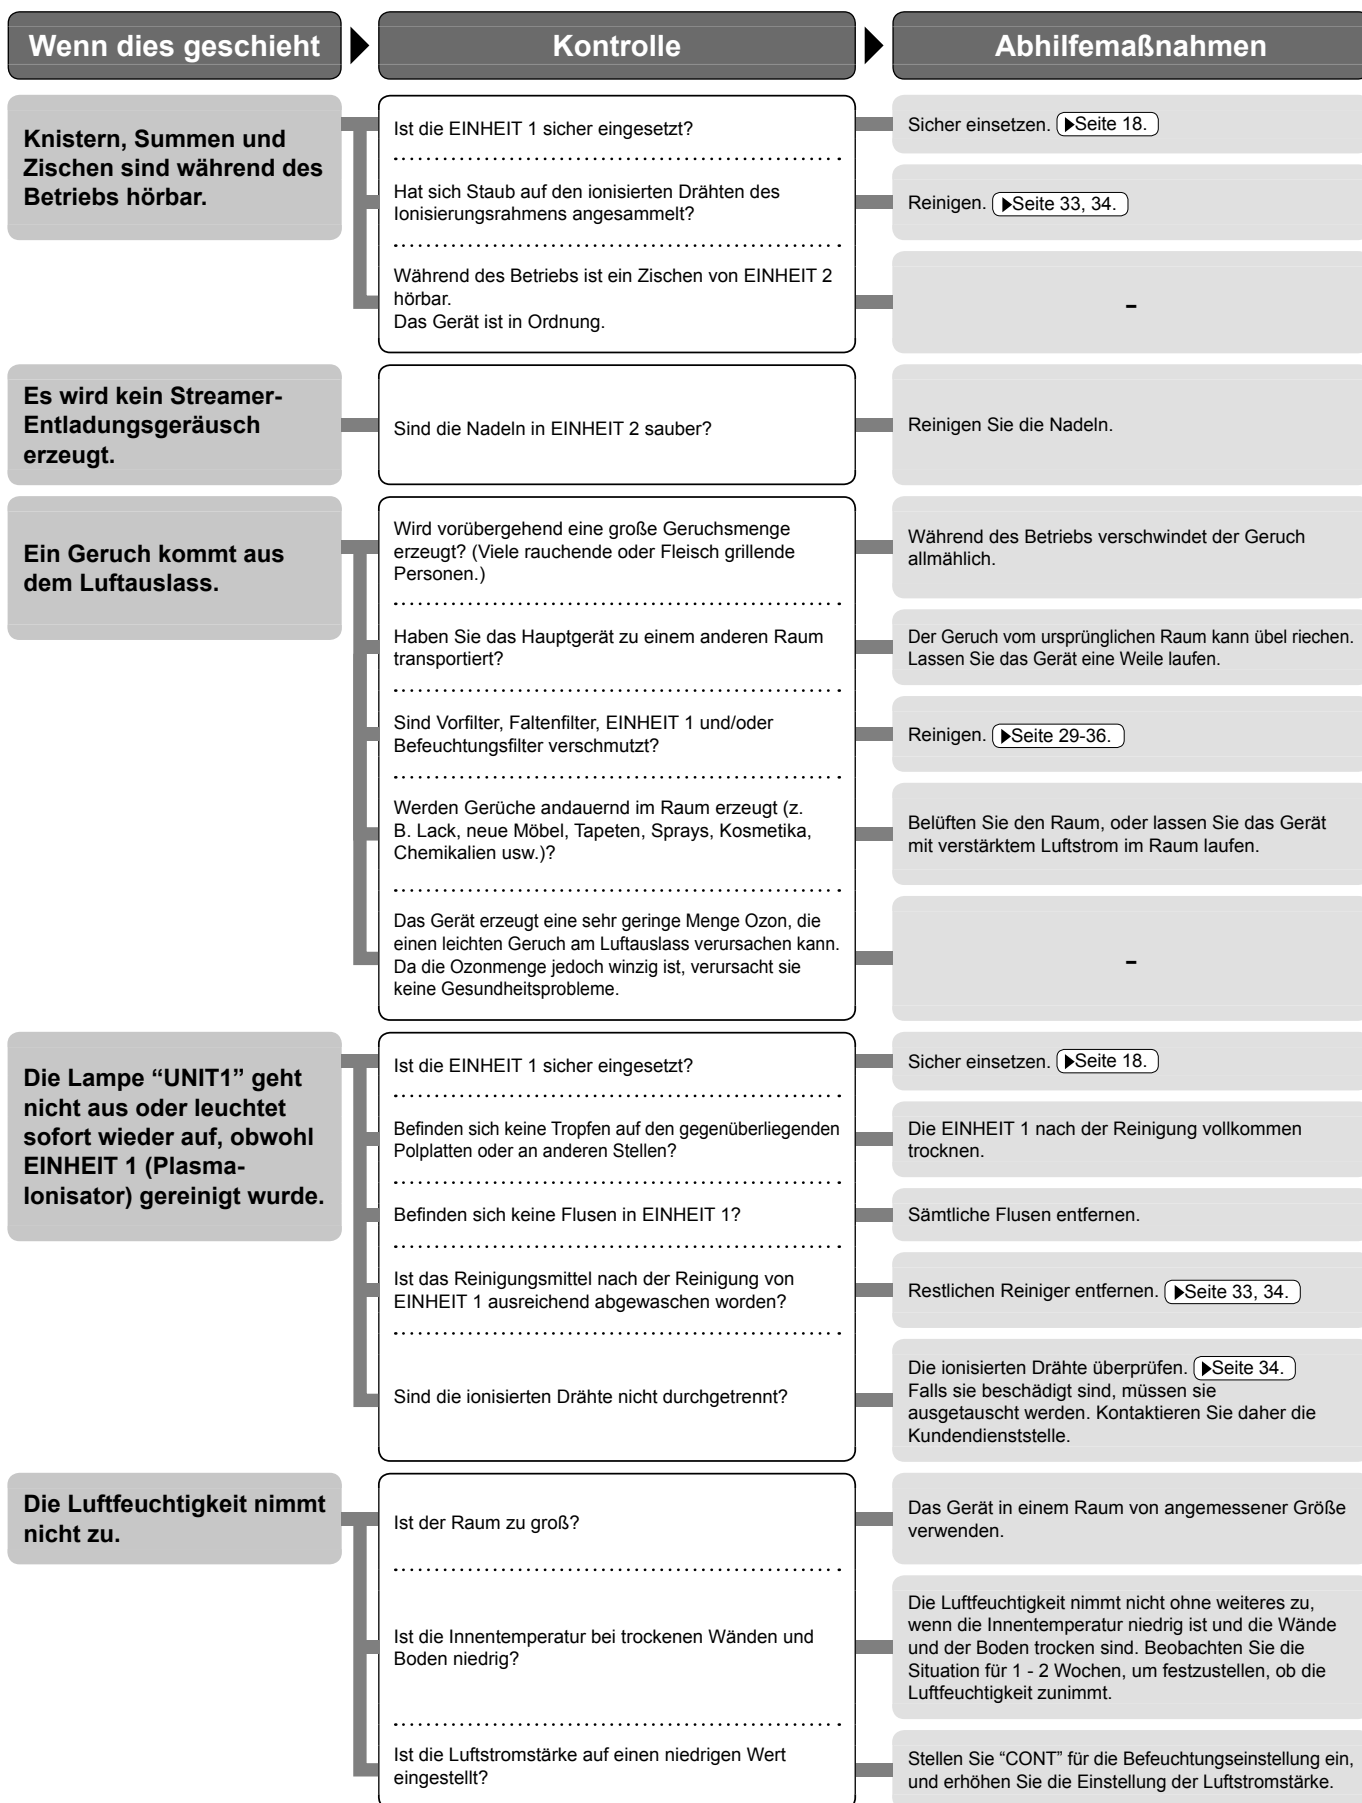 Wenn dies geschieht
Kontrolle
Abhilfemaßnahmen
Knistern, Summen und
Zischen sind während des
Betriebs hörbar.
Ist die EINHEIT 1 sicher eingesetzt?
Sicher einsetzen. ▶Seite 18.
Hat sich Staub auf den ionisierten Drähten des
Ionisierungsrahmens angesammelt?
Reinigen. ▶Seite 33, 34.
Während des Betriebs ist ein Zischen von EINHEIT 2
hörbar.
Das Gerät ist in Ordnung.
–
Es wird kein Streamer-
Entladungsgeräusch
erzeugt.
Sind die Nadeln in EINHEIT 2 sauber?
Reinigen Sie die Nadeln.
Ein Geruch kommt aus
dem Luftauslass.
Wird vorübergehend eine große Geruchsmenge
erzeugt? (Viele rauchende oder Fleisch grillende
Personen.)
Während des Betriebs verschwindet der Geruch
allmählich.
Haben Sie das Hauptgerät zu einem anderen Raum
transportiert?
Der Geruch vom ursprünglichen Raum kann übel riechen.
Lassen Sie das Gerät eine Weile laufen.
Sind Vorfilter, Faltenfilter, EINHEIT 1 und/oder
Befeuchtungsfilter verschmutzt?
Reinigen. ▶Seite 29-36.
Werden Gerüche andauernd im Raum erzeugt (z.
B. Lack, neue Möbel, Tapeten, Sprays, Kosmetika,
Chemikalien usw.)?
Belüften Sie den Raum, oder lassen Sie das Gerät
mit verstärktem Luftstrom im Raum laufen.
Das Gerät erzeugt eine sehr geringe Menge Ozon, die
einen leichten Geruch am Luftauslass verursachen kann.
Da die Ozonmenge jedoch winzig ist, verursacht sie
keine Gesundheitsprobleme.
–
Die Lampe “UNIT1” geht
nicht aus oder leuchtet
sofort wieder auf, obwohl
EINHEIT 1 (Plasma-
Ionisator) gereinigt wurde.
Ist die EINHEIT 1 sicher eingesetzt?
Sicher einsetzen. ▶Seite 18.
Befinden sich keine Tropfen auf den gegenüberliegenden
Polplatten oder an anderen Stellen?
Die EINHEIT 1 nach der Reinigung vollkommen
trocknen.
Befinden sich keine Flusen in EINHEIT 1?
Sämtliche Flusen entfernen.
Ist das Reinigungsmittel nach der Reinigung von
EINHEIT 1 ausreichend abgewaschen worden?
Restlichen Reiniger entfernen. ▶Seite 33, 34.
Sind die ionisierten Drähte nicht durchgetrennt?
Die ionisierten Drähte überprüfen. ▶Seite 34.
Falls sie beschädigt sind, müssen sie
ausgetauscht werden. Kontaktieren Sie daher die
Kundendienststelle.
Die Luftfeuchtigkeit nimmt
nicht zu.
Ist der Raum zu groß?
Das Gerät in einem Raum von angemessener Größe
verwenden.
Ist die Innentemperatur bei trockenen Wänden und
Boden niedrig?
Die Luftfeuchtigkeit nimmt nicht ohne weiteres zu,
wenn die Innentemperatur niedrig ist und die Wände
und der Boden trocken sind. Beobachten Sie die
Situation für 1 - 2 Wochen, um festzustellen, ob die
Luftfeuchtigkeit zunimmt.
Ist die Luftstromstärke auf einen niedrigen Wert
eingestellt?
Stellen Sie “CONT” für die Befeuchtungseinstellung ein,
und erhöhen Sie die Einstellung der Luftstromstärke.